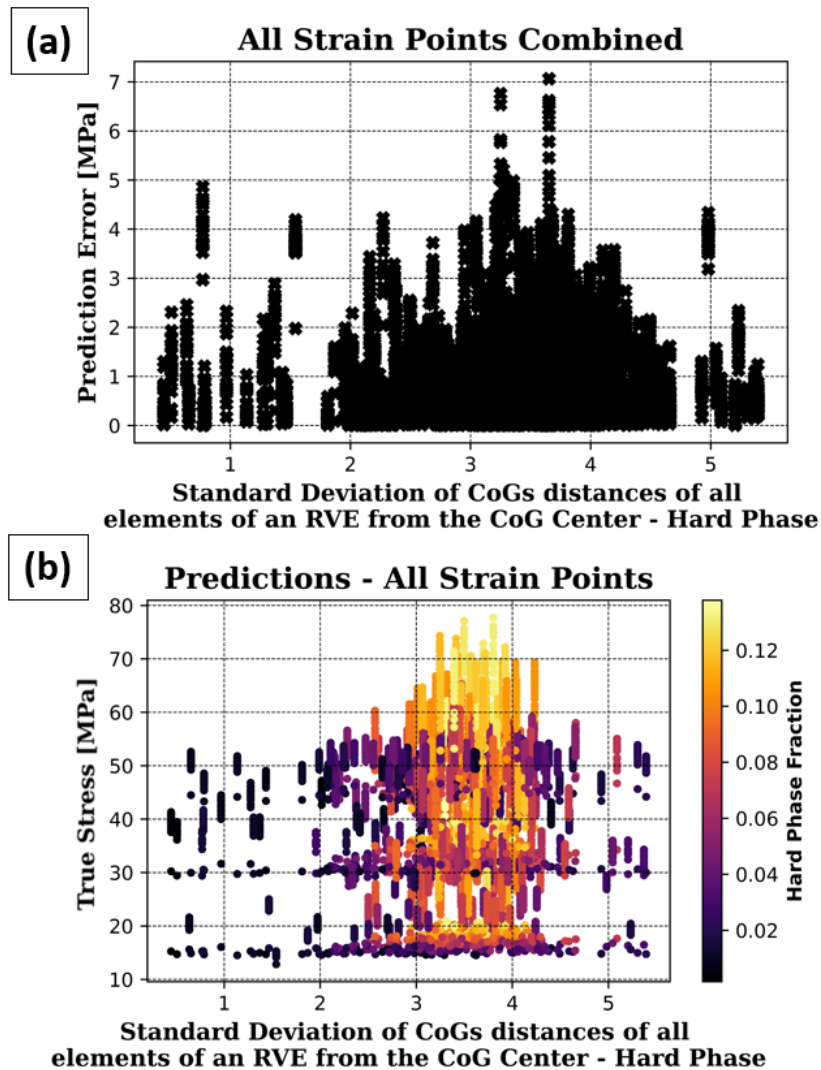 (a)
All Strain Points Combined
Prediction Error [MPa]
7
6
5
4
3
2
1
0
1 2 3 4 5
Standard Deviation of CoGs distances of all
elements of an RVE from the CoG Center - Hard Phase
(b)
Predictions - All Strain Points
True Stress [MPa]
80
70
60
50
40
30
20
10
1 2 3 4 5
Standard Deviation of CoGs distances of all
elements of an RVE from the CoG Center - Hard Phase
0.12
0.10
0.08
0.06
0.04
0.02
Hard Phase Fraction